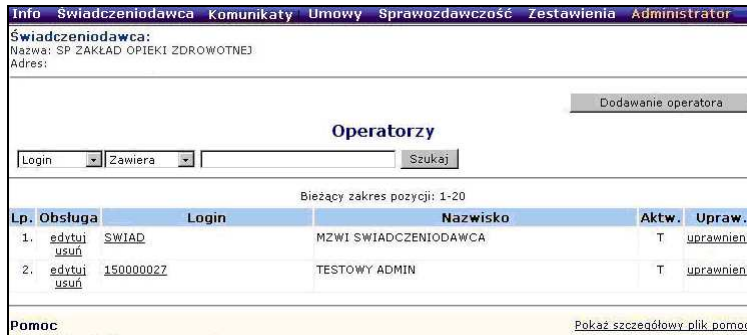 Info Świadczeniodawca Komunikaty Umowy Sprawozdawczość Zestawienia Administrator
Świadczeniodawca:
Nazwa: SP ZAKŁAD OPIEKI ZDROWOTNEJ
Adres:
Dodawanie operatora
Operatorzy
Login Zawiera Szukaj
Bieżący zakres pozycji: 1-20
Lp. Obsługa Login Nazwisko Aktw. Upraw.
1. edytuj SWIAD MZWI SWIADCZENIODAWCA T uprawnien
usuń
2. edytuj 150000027 TESTOWY ADMIN T uprawnien
usuń
Pomoc Pokaż szczegółowy plik pomoc